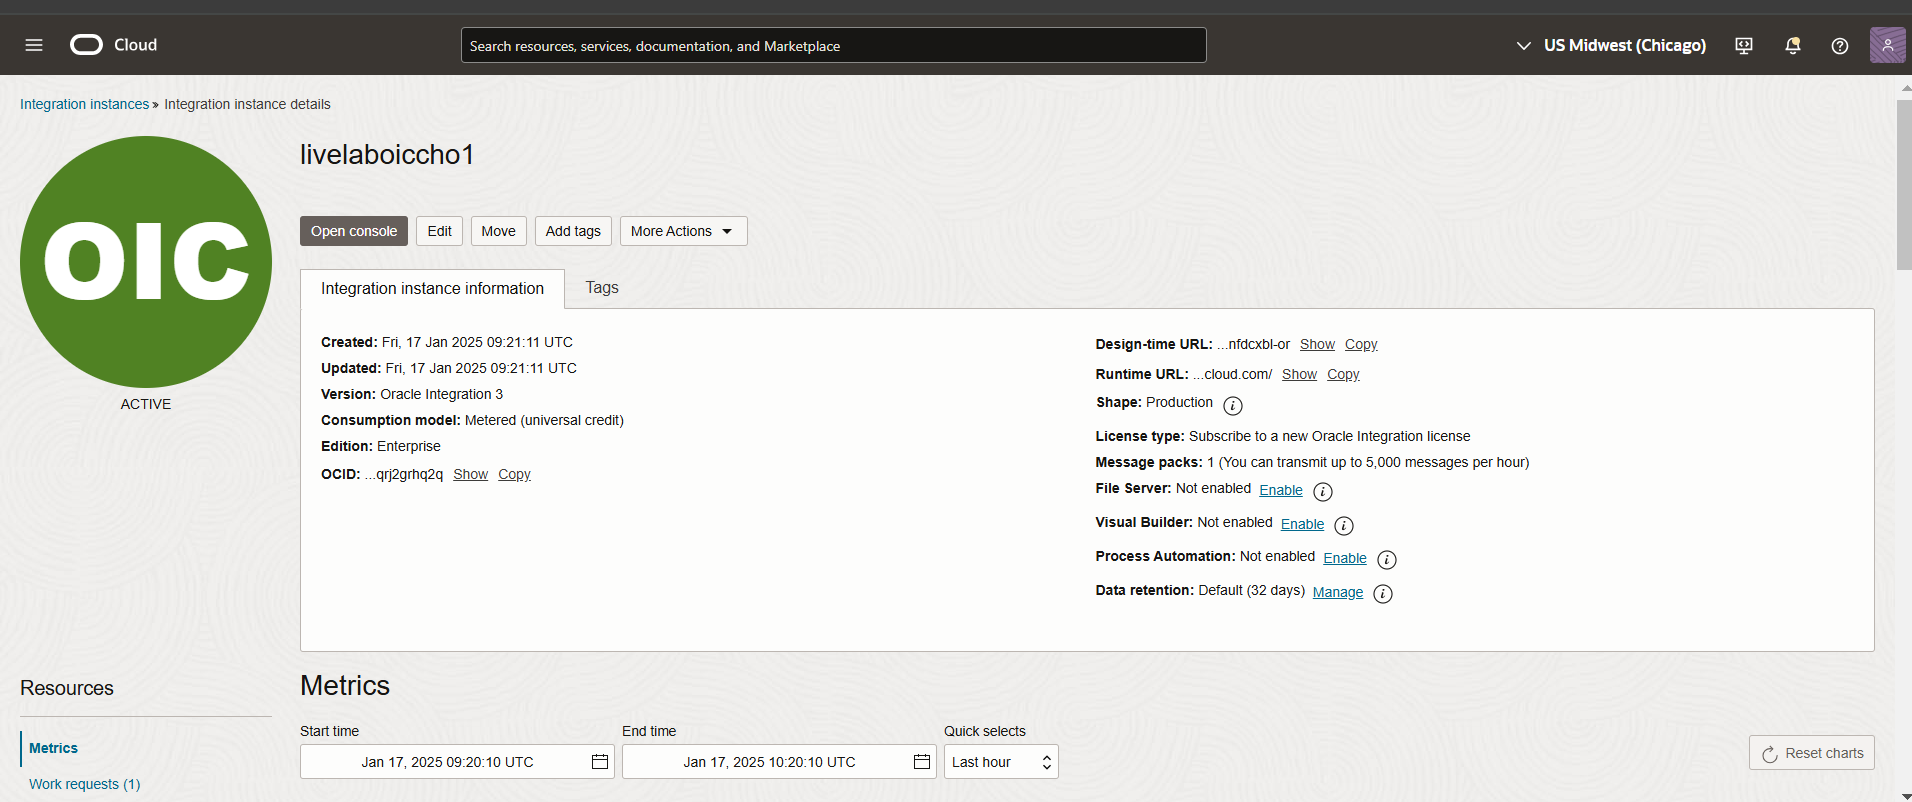 Cloud
Search resources, services, documentation, and Marketplace
US Midwest (Chicago)
Integration instances » Integration instance details
OIC
ACTIVE
livelaboiccho1
Open console Edit Move Add tags More Actions
Integration instance information Tags
Created: Fri, 17 Jan 2025 09:21:11 UTC
Updated: Fri, 17 Jan 2025 09:21:11 UTC
Version: Oracle Integration 3
Consumption model: Metered (universal credit)
Edition: Enterprise
OCID: ...qrj2grhq2q Show Copy
Design-time URL: ...nfdcxbl-or Show Copy
Runtime URL: ...cloud.com/ Show Copy
Shape: Production
License type: Subscribe to a new Oracle Integration license
Message packs: 1 (You can transmit up to 5,000 messages per hour)
File Server: Not enabled Enable
Visual Builder: Not enabled Enable
Process Automation: Not enabled Enable
Data retention: Default (32 days) Manage
Resources
Metrics
Work requests (1)
Metrics
Start time End time Quick selects
Jan 17, 2025 09:20:10 UTC Jan 17, 2025 10:20:10 UTC Last hour
Reset charts